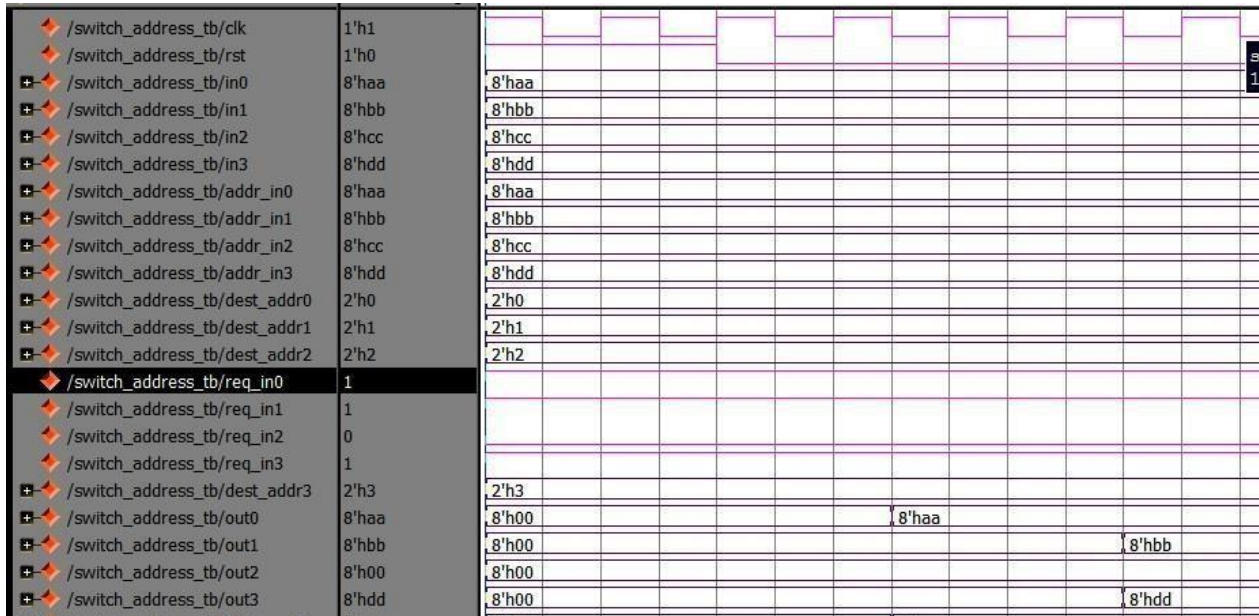 /switch_address_tb/clk 1'h1
/switch_address_tb/rst 1'h0
/switch_address_tb/in0 8'haa 8'haa
/switch_address_tb/in1 8'hbb 8'hbb
/switch_address_tb/in2 8'hcc 8'hcc
/switch_address_tb/in3 8'hdd 8'hdd
/switch_address_tb/addr_in0 8'haa 8'haa
/switch_address_tb/addr_in1 8'hbb 8'hbb
/switch_address_tb/addr_in2 8'hcc 8'hcc
/switch_address_tb/addr_in3 8'hdd 8'hdd
/switch_address_tb/dest_addr0 2'h0 2'h0
/switch_address_tb/dest_addr1 2'h1 2'h1
/switch_address_tb/dest_addr2 2'h2 2'h2
/switch_address_tb/req_in0 1
/switch_address_tb/req_in1 1
/switch_address_tb/req_in2 0
/switch_address_tb/req_in3 1
/switch_address_tb/dest_addr3 2'h3 2'h3
/switch_address_tb/out0 8'haa 8'h00 8'haa
/switch_address_tb/out1 8'hbb 8'h00 8'hbb
/switch_address_tb/out2 8'h00 8'h00
/switch_address_tb/out3 8'hdd 8'h00 8'hdd